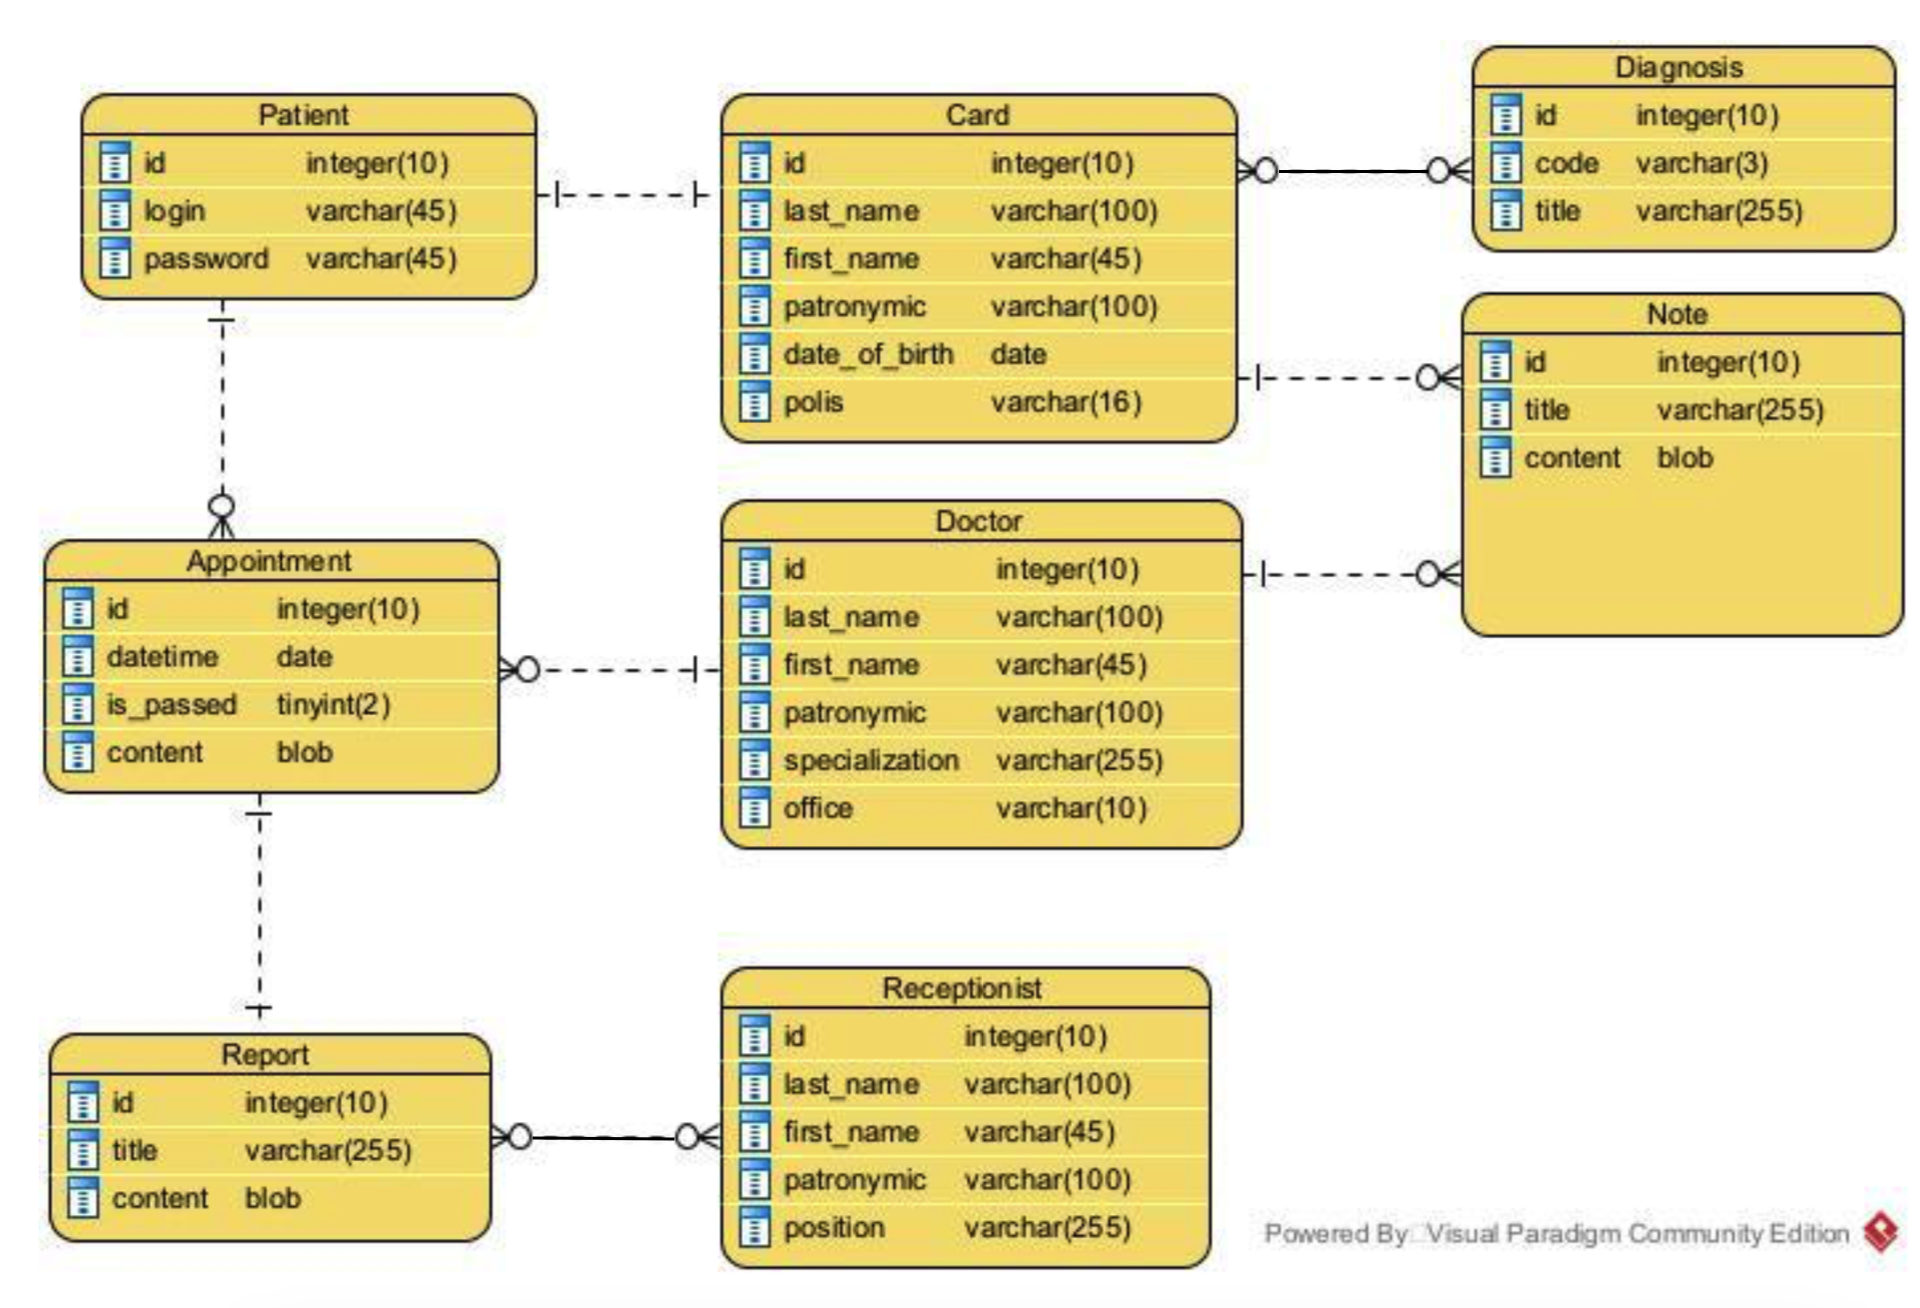 Patient
id integer(10)
login varchar(45)
password varchar(45)
Card
id integer(10)
last_name varchar(100)
first_name varchar(45)
patronymic varchar(100)
date_of_birth date
polis varchar(16)
Diagnosis
id integer(10)
code varchar(3)
title varchar(255)
Note
id integer(10)
title varchar(255)
content blob
Appointment
id integer(10)
datetime date
is_passed tinyint(2)
content blob
Doctor
id integer(10)
last_name varchar(100)
first_name varchar(45)
patronymic varchar(100)
specialization varchar(255)
office varchar(10)
Report
id integer(10)
title varchar(255)
content blob
Receptionist
id integer(10)
last_name varchar(100)
first_name varchar(45)
patronymic varchar(100)
position varchar(255)
Powered By Visual Paradigm Community Edition